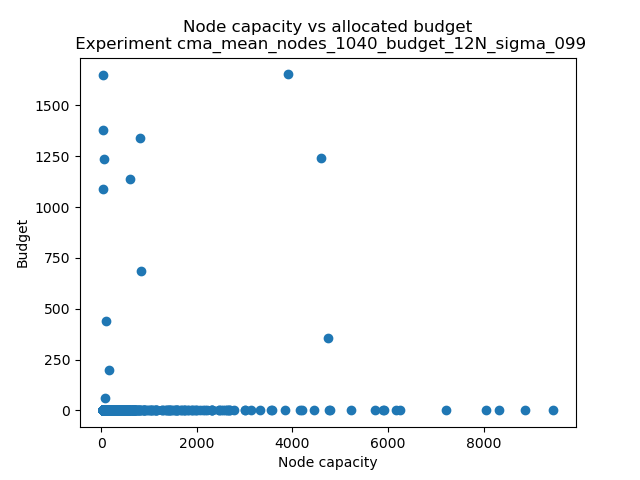 Node capacity vs allocated budget
Experiment cma_mean_nodes_1040_budget_12N_sigma_099
1500
1250
1000
750
500
250
0
Budget
0 2000 4000 6000 8000
Node capacity